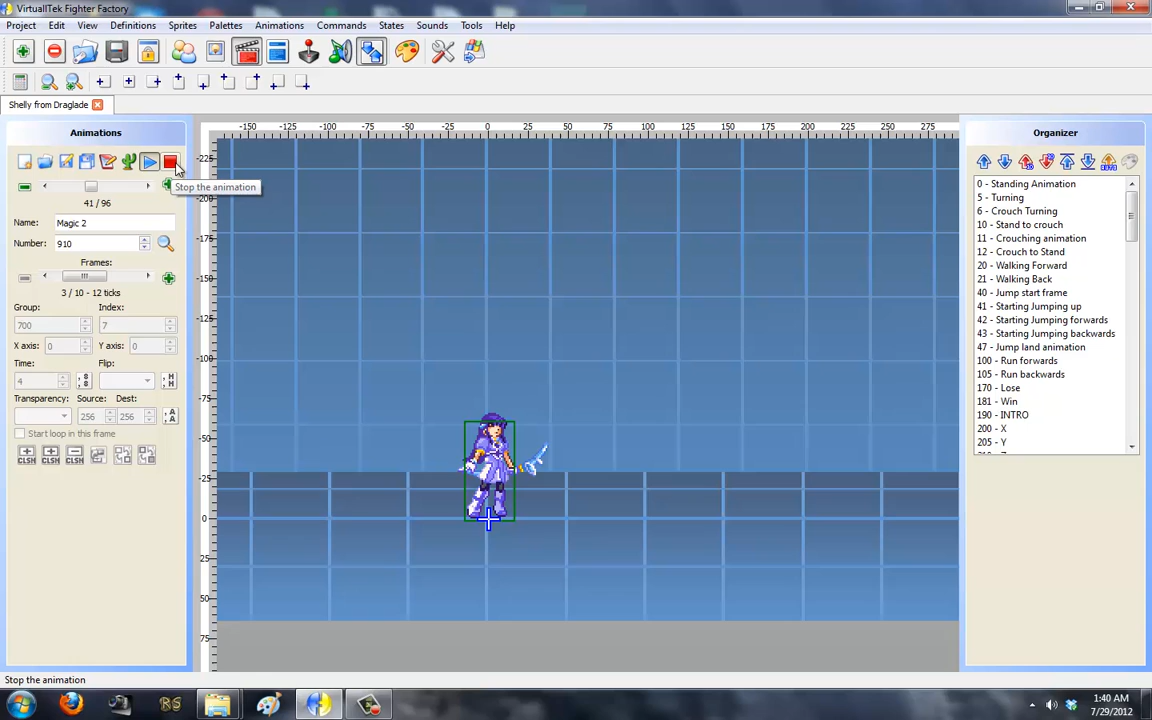 VirtuallTek Fighter Factory
Project Edit View Definitions Sprites Palettes Animations Commands States Sounds Tools Help
Shelly from Draglade
Animations
Stop the animation
41 / 96
Name: Magic 2
Number: 910
Frames:
3 / 10 - 12 ticks
Group: Index:
700 7
X axis: 0 Y axis: 0
Time: Flip:
4
Transparency: Source: Dest:
256 256
Start loop in this frame
CLSH CLSH CLSH
-150 -125 -100 -75 -50 -25 0 25 50 75 100 125 150 175 200 225 250 275
-225
-200
-175
-150
-125
-100
-75
-50
-25
0
25
50
75
Organizer
0 - Standing Animation
5 - Turning
6 - Crouch Turning
10 - Stand to crouch
11 - Crouching animation
12 - Crouch to Stand
20 - Walking Forward
21 - Walking Back
40 - Jump start frame
41 - Starting Jumping up
42 - Starting Jumping forwards
43 - Starting Jumping backwards
47 - Jump land animation
100 - Run forwards
105 - Run backwards
170 - Lose
181 - Win
190 - INTRO
200 - X
205 - Y
Stop the animation
RS
1:40 AM
7/29/2012